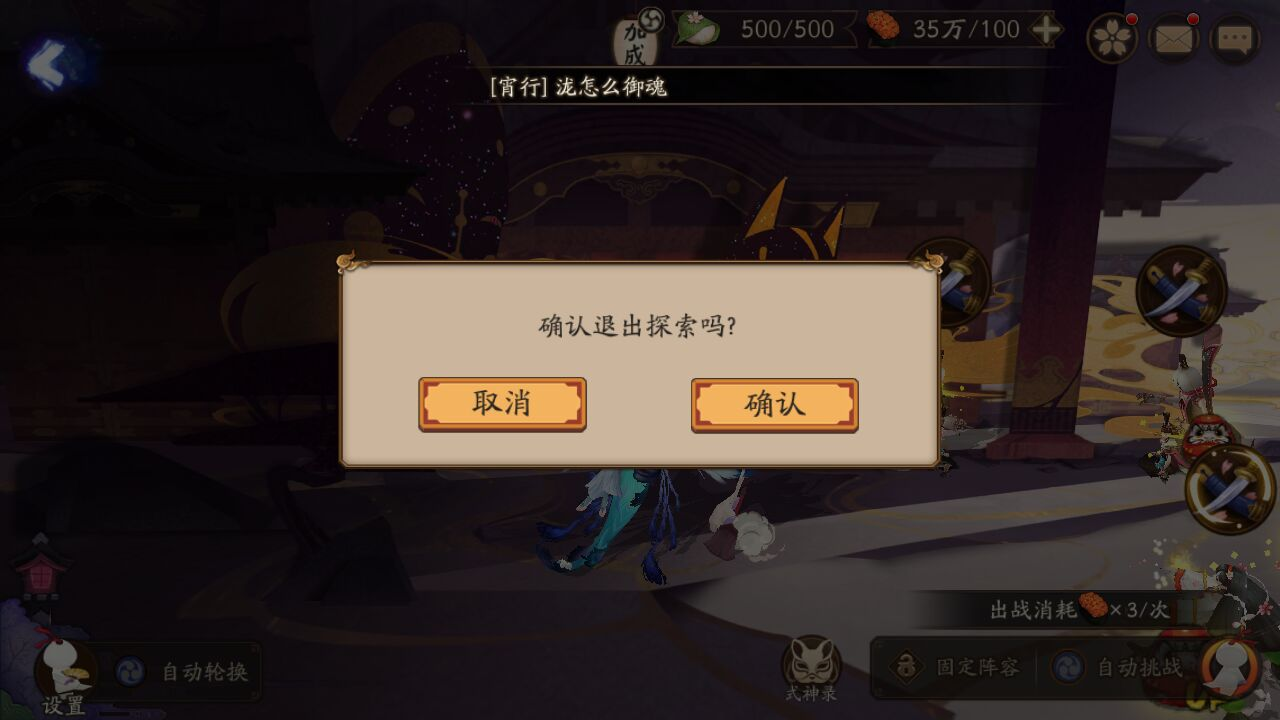 加成
500/500
35万/100
[宵行] 泷怎么御魂
确认退出探索吗?
取消
确认
出战消耗 ×3/次
自动轮换
设置
式神录
固定阵容
自动挑战
UP